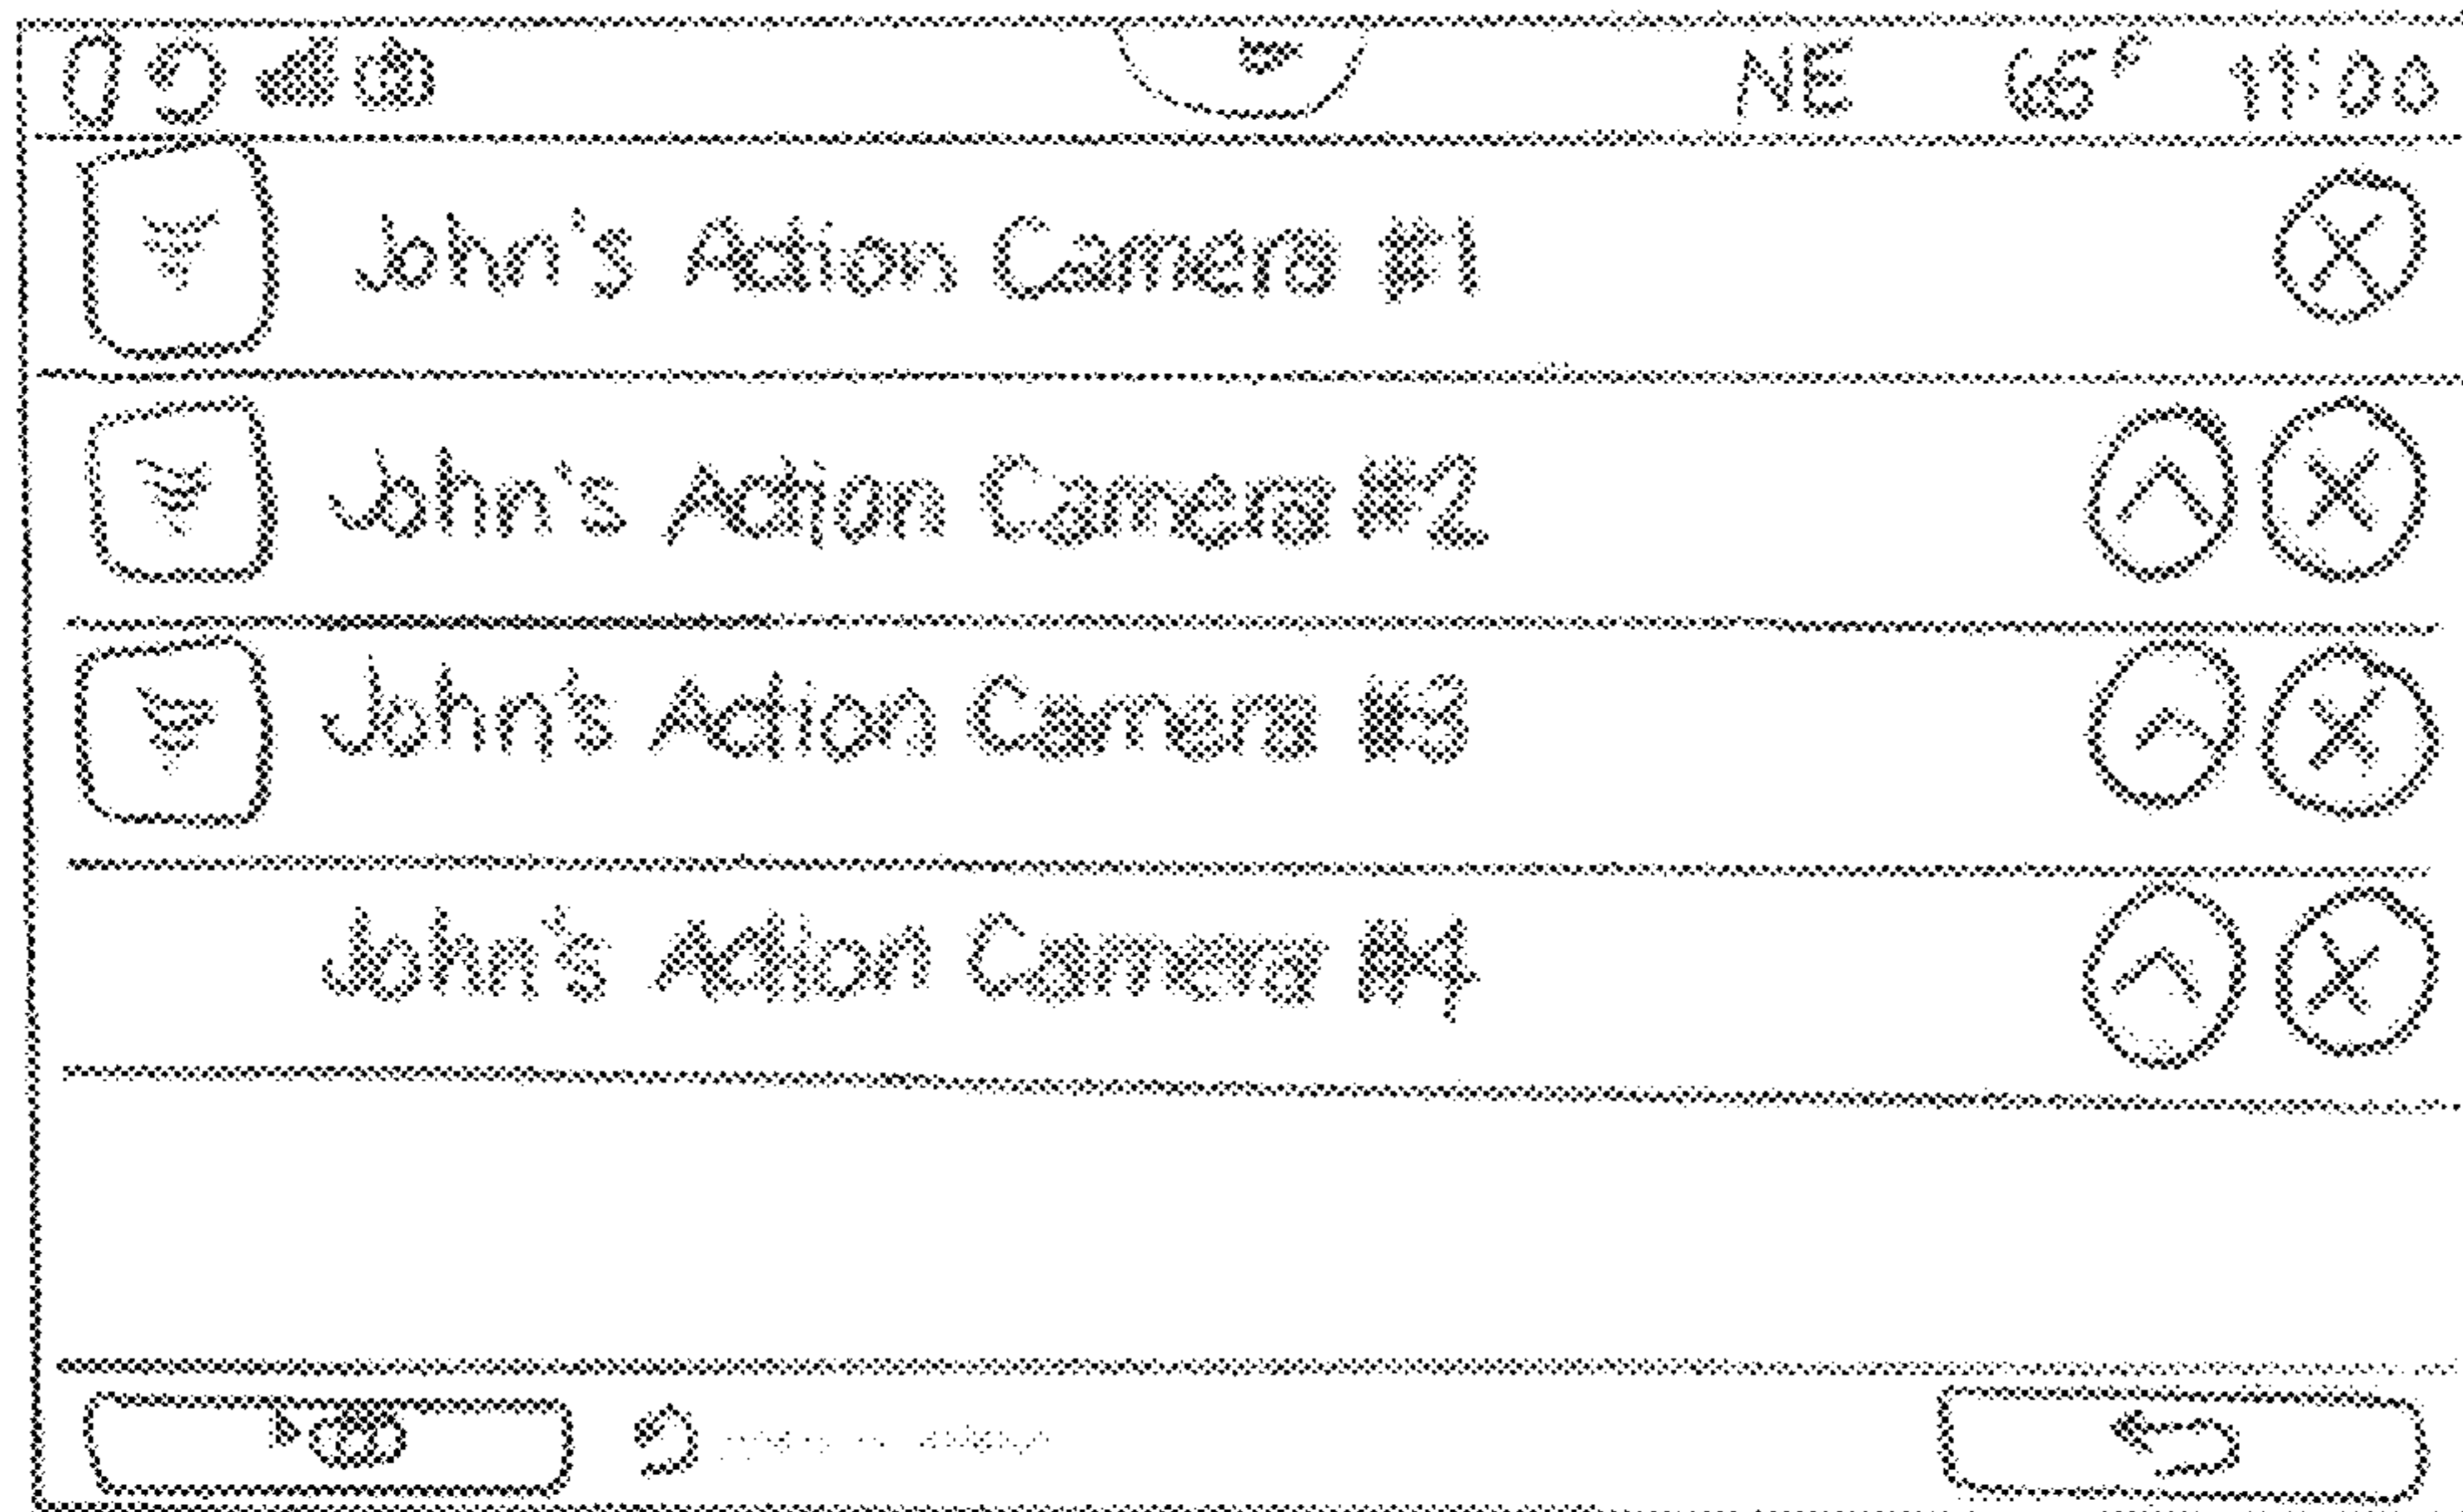 NE 65° 11:00
John's Action Camera #1
John's Action Camera #2
John's Action Camera #3
John's Action Camera #4